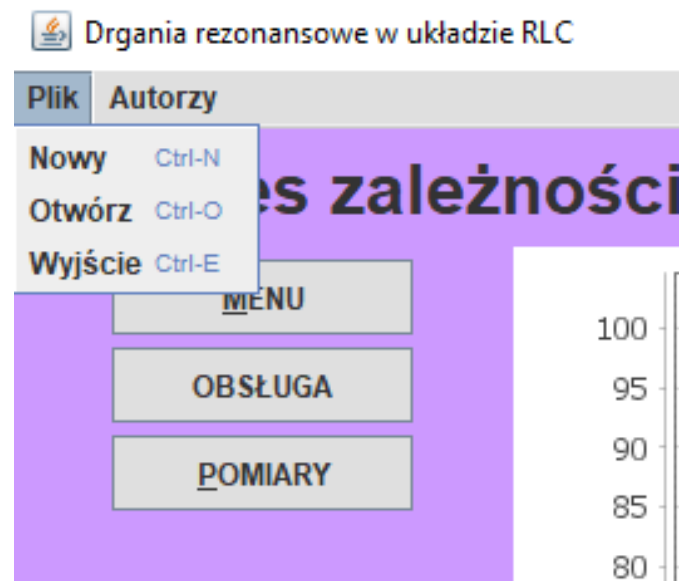 Drgania rezonansowe w układzie RLC
Plik Autorzy
Nowy Ctrl-N
Otwórz Ctrl-O
Wyjście Ctrl-E
zależności
MENU
OBSŁUGA
POMIARY
100
95
90
85
80